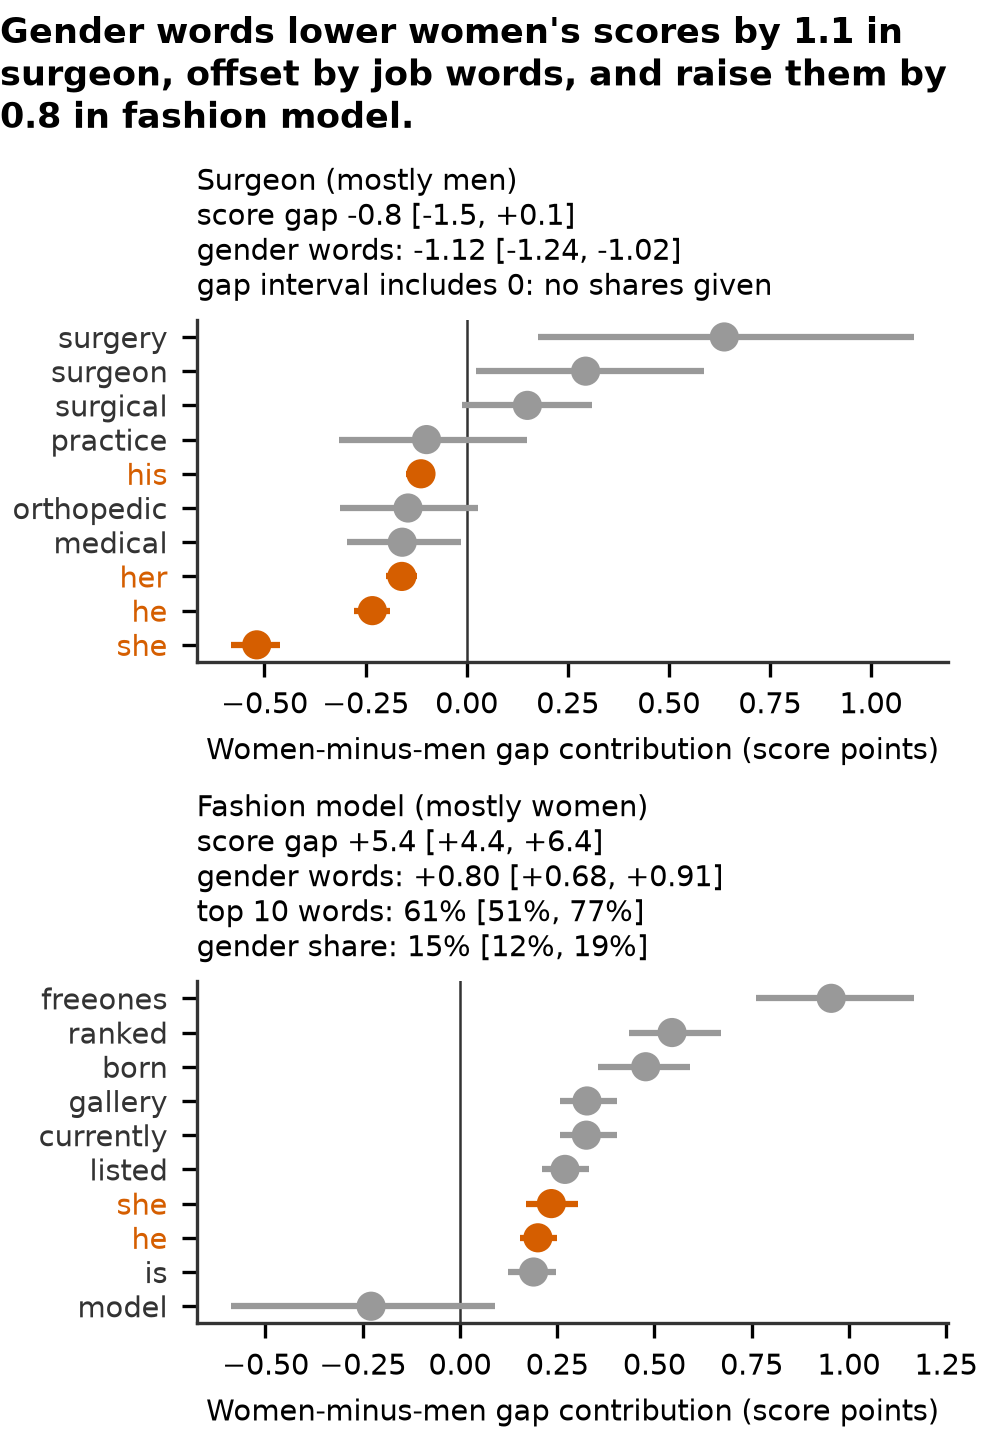 Gender words lower women's scores by 1.1 in
surgeon, offset by job words, and raise them by
0.8 in fashion model.
Surgeon (mostly men)
score gap -0.8 [-1.5, +0.1]
gender words: -1.12 [-1.24, -1.02]
gap interval includes 0: no shares given
surgery
surgeon
surgical
practice
his
orthopedic
medical
her
he
she
−0.50 −0.25 0.00 0.25 0.50 0.75 1.00
Women-minus-men gap contribution (score points)
Fashion model (mostly women)
score gap +5.4 [+4.4, +6.4]
gender words: +0.80 [+0.68, +0.91]
top 10 words: 61% [51%, 77%]
gender share: 15% [12%, 19%]
freeones
ranked
born
gallery
currently
listed
she
he
is
model
−0.50 −0.25 0.00 0.25 0.50 0.75 1.00 1.25
Women-minus-men gap contribution (score points)